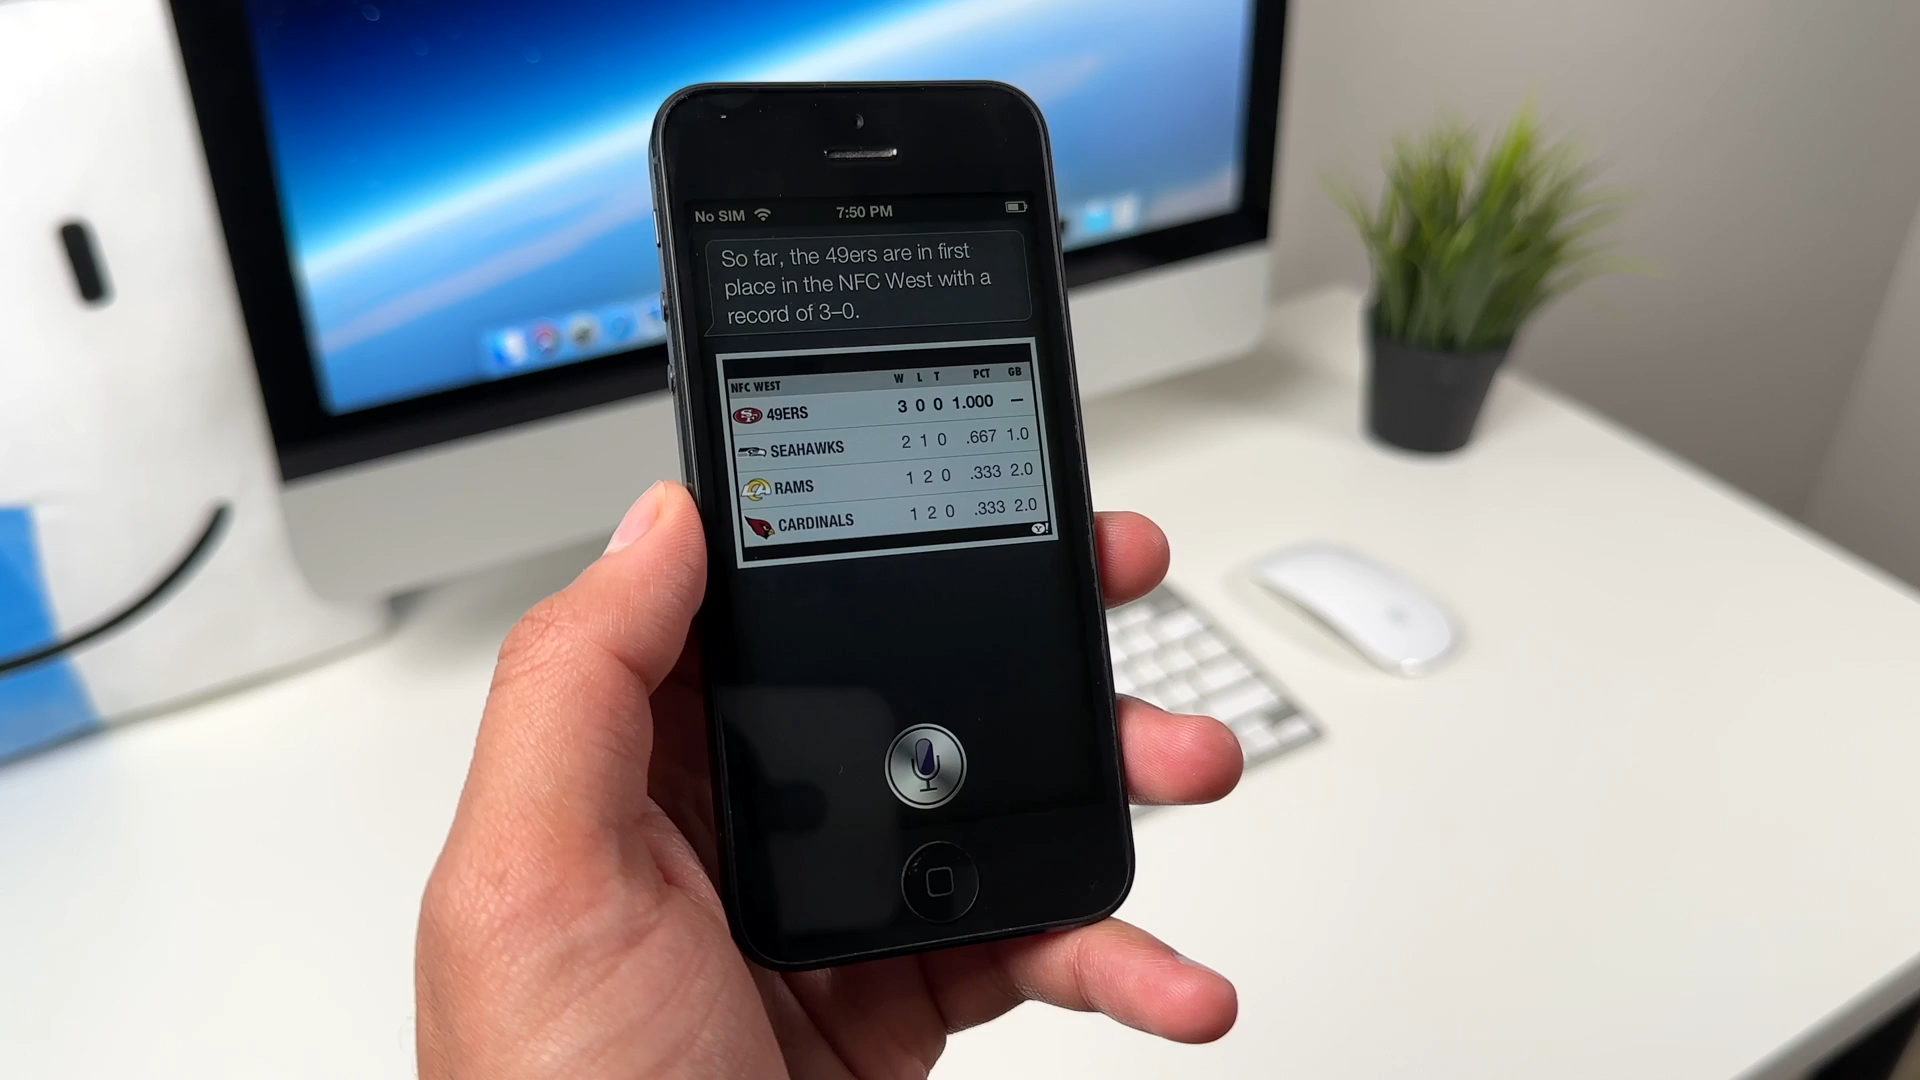 No SIM 7:50 PM
So far, the 49ers are in first
place in the NFC West with a
record of 3–0.
NFC WEST W L T PCT GB
49ERS 3 0 0 1.000 —
SEAHAWKS 2 1 0 .667 1.0
RAMS 1 2 0 .333 2.0
CARDINALS 1 2 0 .333 2.0
Y!